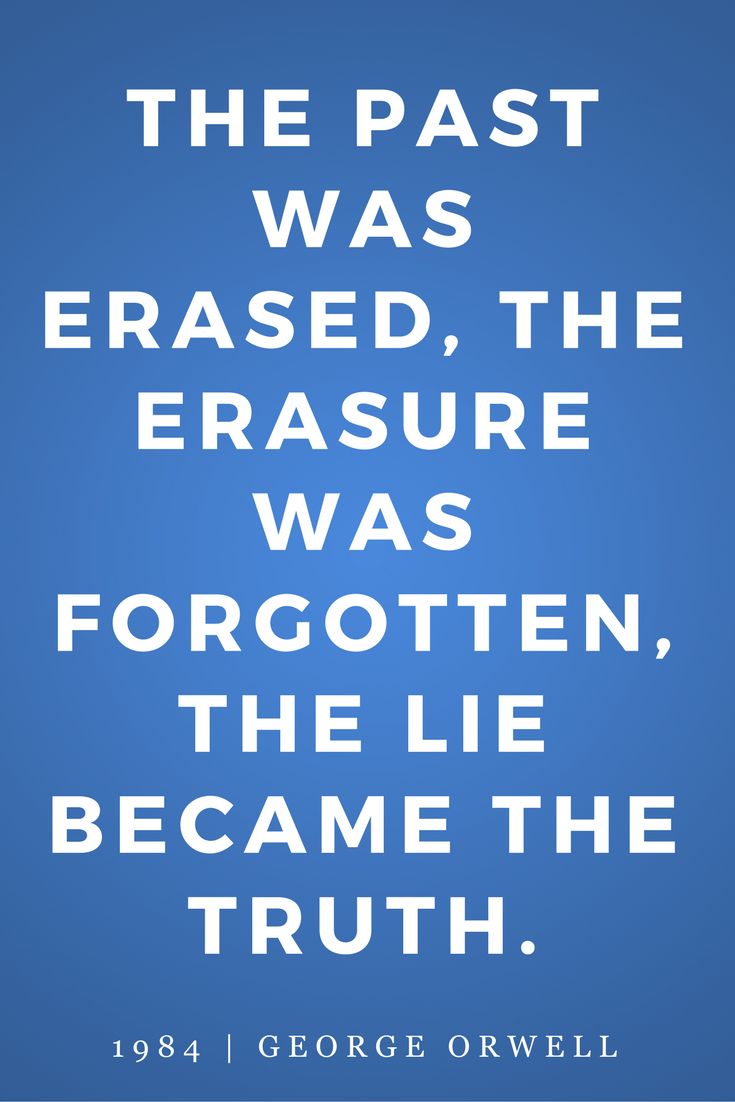 THE PAST
WAS
ERASED, THE
ERASURE
WAS
FORGOTTEN,
THE LIE
BECAME THE
TRUTH.
1984 | GEORGE ORWELL